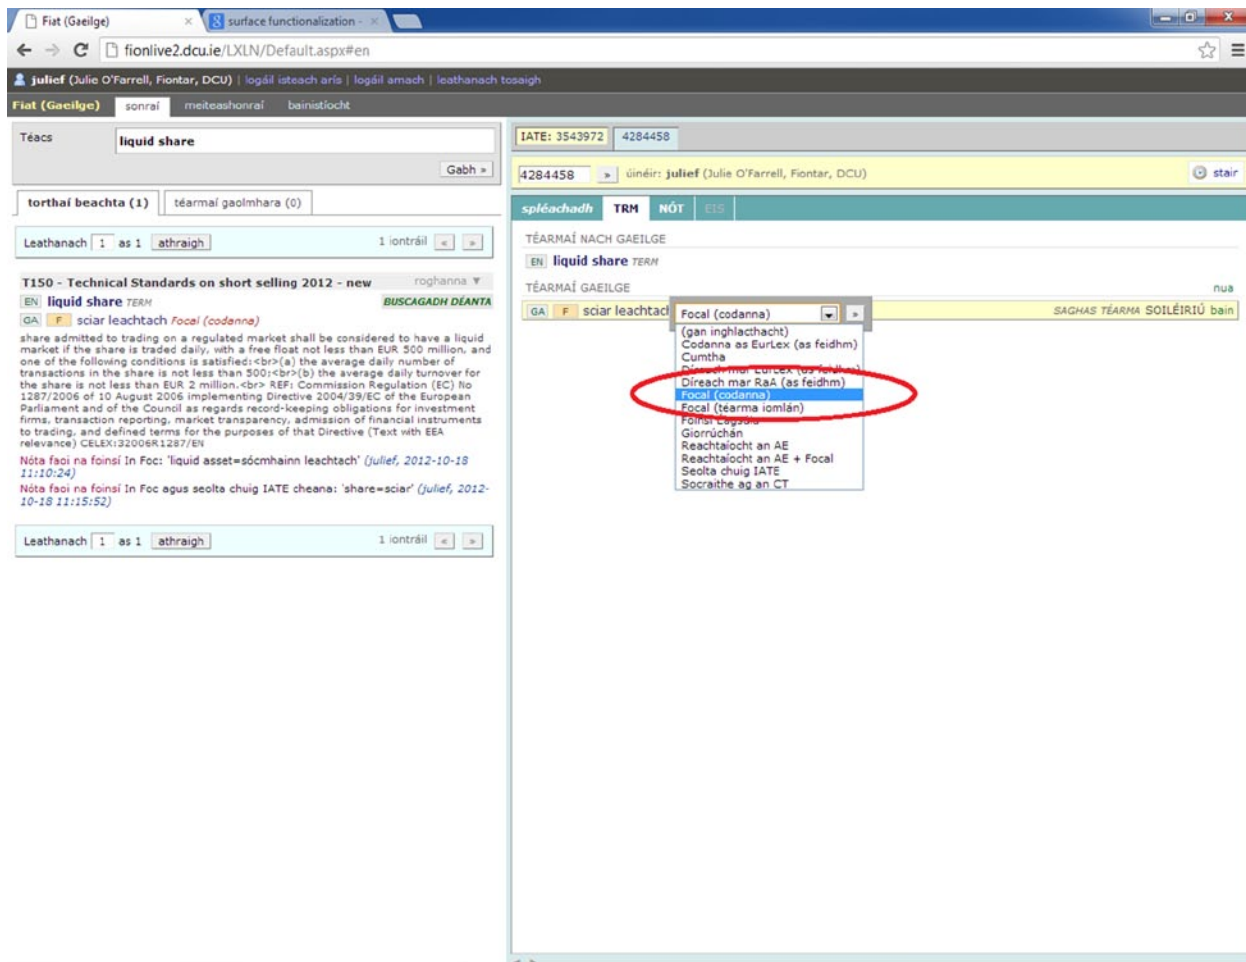 Fiat (Gaeilge)
surface functionalization -
fionlive2.dcu.ie/LXLN/Default.aspx#en
julief (Julie O'Farrell, Fiontar, DCU) | logáil isteach arís | logáil amach | leathanach tosaigh
Fiat (Gaeilge) sonraí meiteashonraí bainistíocht
Téacs liquid share
Gabh »
torthaí beachta (1) téarmaí gaolmhara (0)
Leathanach 1 as 1 athraigh 1 iontráil « »
T150 - Technical Standards on short selling 2012 - new roghanna ▼
EN liquid share TERM BUSCAGADH DÉANTA
GA F sciar leachtach Focal (codanna)
share admitted to trading on a regulated market shall be considered to have a liquid
market if the share is traded daily, with a free float not less than EUR 500 million, and
one of the following conditions is satisfied:<br>(a) the average daily number of
transactions in the share is not less than 500;<br>(b) the average daily turnover for
the share is not less than EUR 2 million.<br> REF: Commission Regulation (EC) No
1287/2006 of 10 August 2006 implementing Directive 2004/39/EC of the European
Parliament and of the Council as regards record-keeping obligations for investment
firms, transaction reporting, market transparency, admission of financial instruments
to trading, and defined terms for the purposes of that Directive (Text with EEA
relevance) CELEX:32006R1287/EN
Nóta faoi na foinsí In Foc: 'liquid asset=sócmhainn leachtach' (julief, 2012-10-18
11:10:24)
Nóta faoi na foinsí In Foc agus seolta chuig IATE cheana: 'share=sciar' (julief, 2012-
10-18 11:15:52)
Leathanach 1 as 1 athraigh 1 iontráil « »
IATE: 3543972 4284458
4284458 » úinéir: julief (Julie O'Farrell, Fiontar, DCU) stair
spléachadh TRM NÓT EIS
TÉARMAÍ NACH GAEILGE
EN liquid share TERM
TÉARMAÍ GAEILGE nua
GA F sciar leachtach Focal (codanna) » SAGHAS TÉARMA SOILÉIRIÚ bain
(gan inghlacthacht)
Codanna as EurLex (as feidhm)
Cumtha
Díreach mar EurLex (as feidhm)
Díreach mar RaA (as feidhm)
Focal (codanna)
Focal (téarma iomlán)
Foinsí Éagsúla
Giorrúchán
Reachtaíocht an AE
Reachtaíocht an AE + Focal
Seolta chuig IATE
Socraithe ag an CT